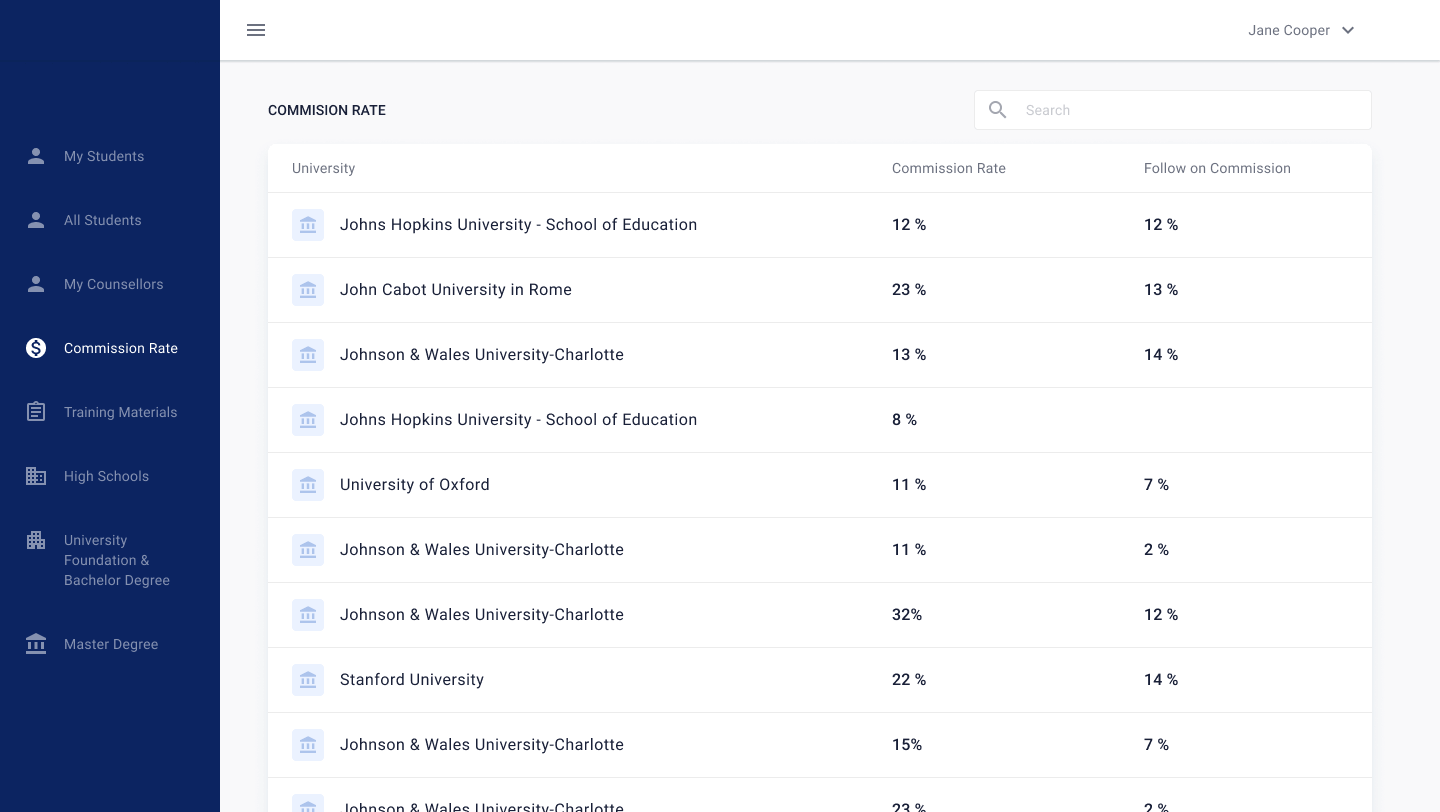 Jane Cooper
My Students
All Students
My Counsellors
Commission Rate
Training Materials
High Schools
University
Foundation &
Bachelor Degree
Master Degree
COMMISION RATE
Search
University Commission Rate Follow on Commission
Johns Hopkins University - School of Education 12 % 12 %
John Cabot University in Rome 23 % 13 %
Johnson & Wales University-Charlotte 13 % 14 %
Johns Hopkins University - School of Education 8 %
University of Oxford 11 % 7 %
Johnson & Wales University-Charlotte 11 % 2 %
Johnson & Wales University-Charlotte 32% 12 %
Stanford University 22 % 14 %
Johnson & Wales University-Charlotte 15% 7 %
Johnson & Wales University-Charlotte 23 % 2 %